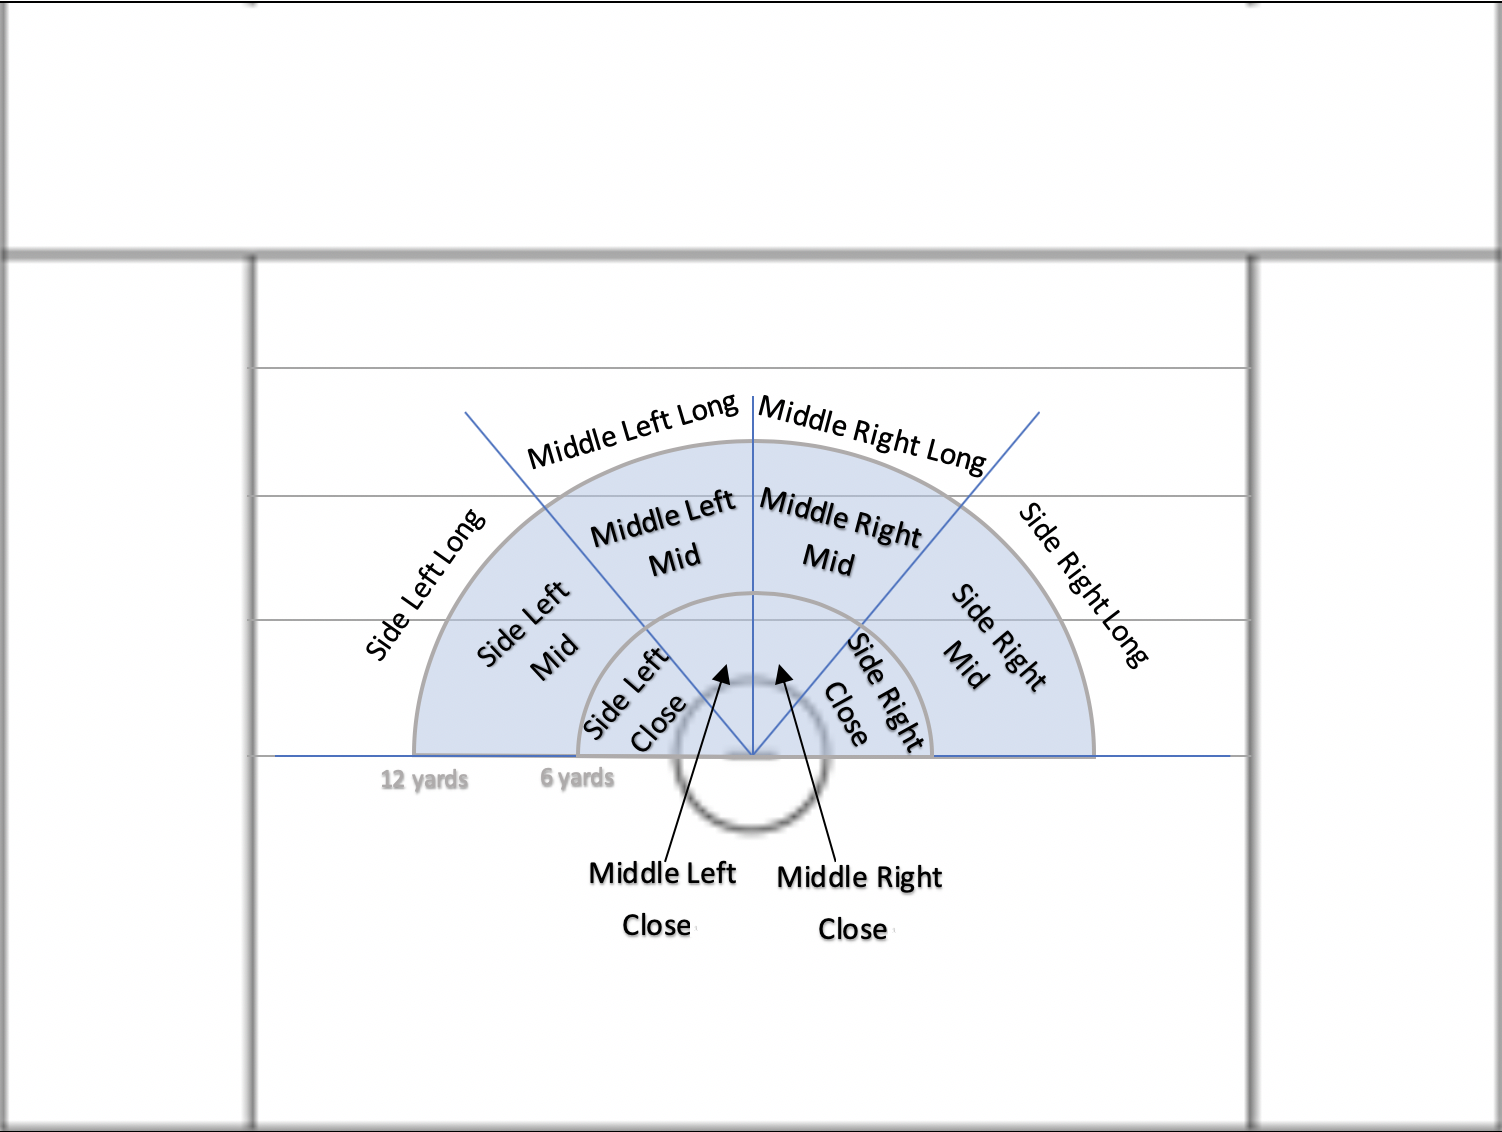 Middle Left Long
Middle Right Long
Side Left Long
Side Right Long
Middle Left
Mid
Middle Right
Mid
Side Left
Mid
Side Right
Mid
Side Left
Close
Side Right
Close
12 yards
6 yards
Middle Left
Close
Middle Right
Close